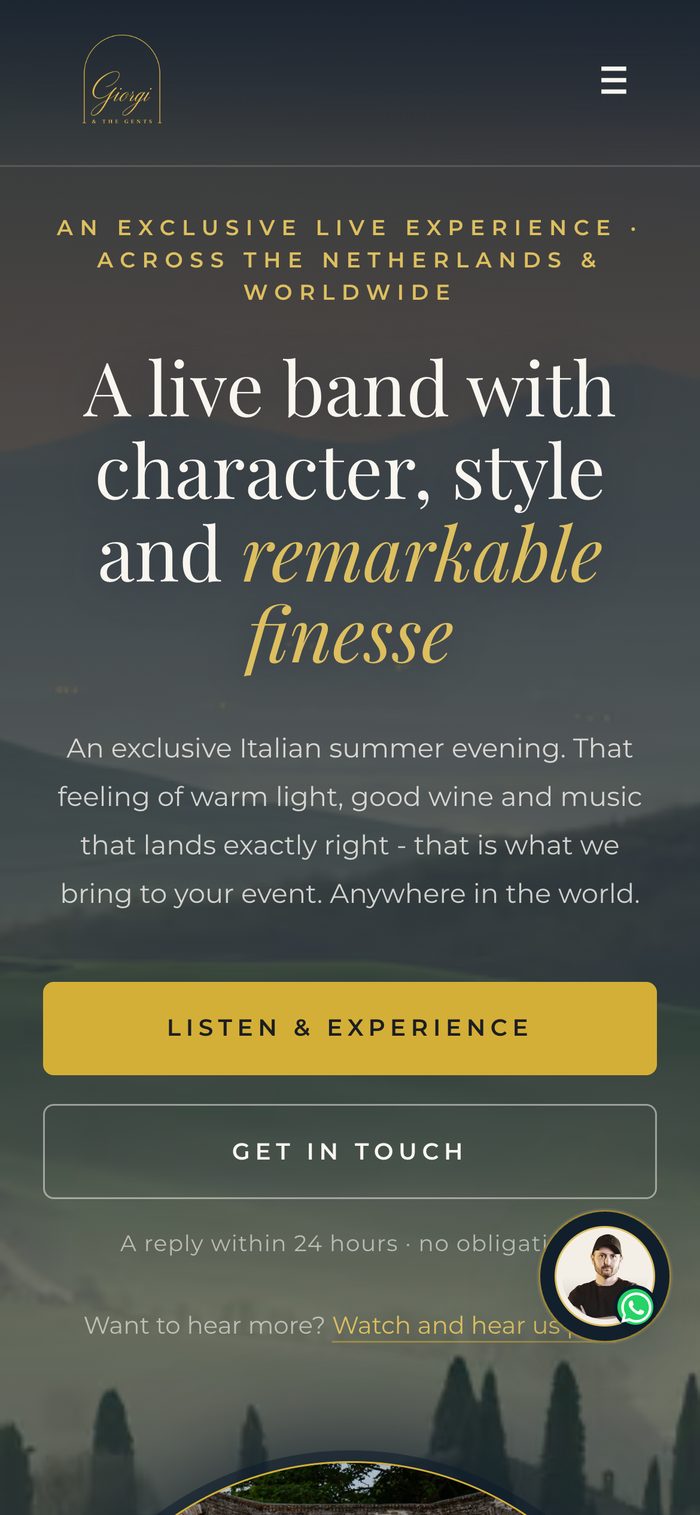 Giorgi
& THE GENTS
AN EXCLUSIVE LIVE EXPERIENCE ·
ACROSS THE NETHERLANDS &
WORLDWIDE
A live band with
character, style
and remarkable
finesse
An exclusive Italian summer evening. That
feeling of warm light, good wine and music
that lands exactly right - that is what we
bring to your event. Anywhere in the world.
LISTEN & EXPERIENCE
GET IN TOUCH
A reply within 24 hours · no
Want to hear more? Watch and hear us